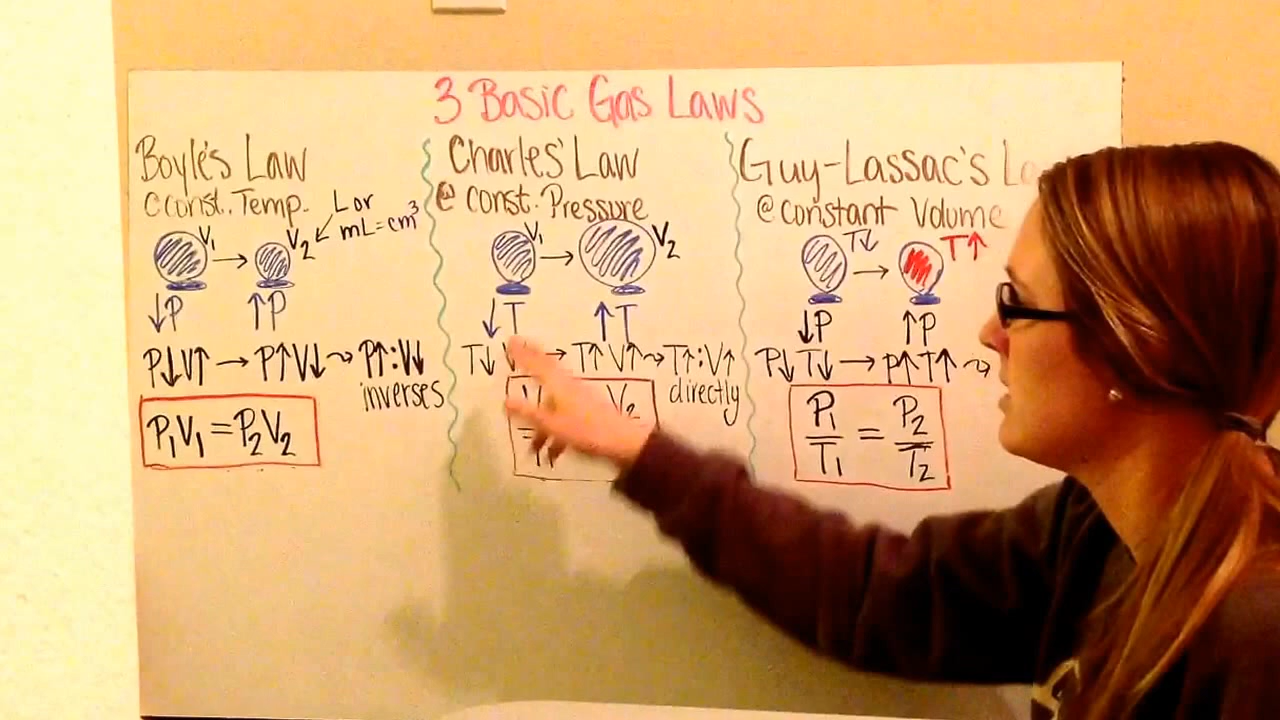 3 Basic Gas Laws
Boyle's Law
@ const. Temp.
L or
mL = cm³
V₁ → V₂
↓P ↑P
P↓V↑ → P↑V↓ ⤳ P↑:V↓
inverses
P₁V₁ = P₂V₂
Charles' Law
@ const. Pressure
V₁ → V₂
↓T ↑T
T↓ V → T↑ V↑ ⤳ T↑:V↑
directly
V₂
Guy-Lassac's
@ constant Volume
T↓ → T↑
↓P ↑P
P↓ T↓ → P↑T↑ ⤳
P₁/T₁ = P₂/T₂